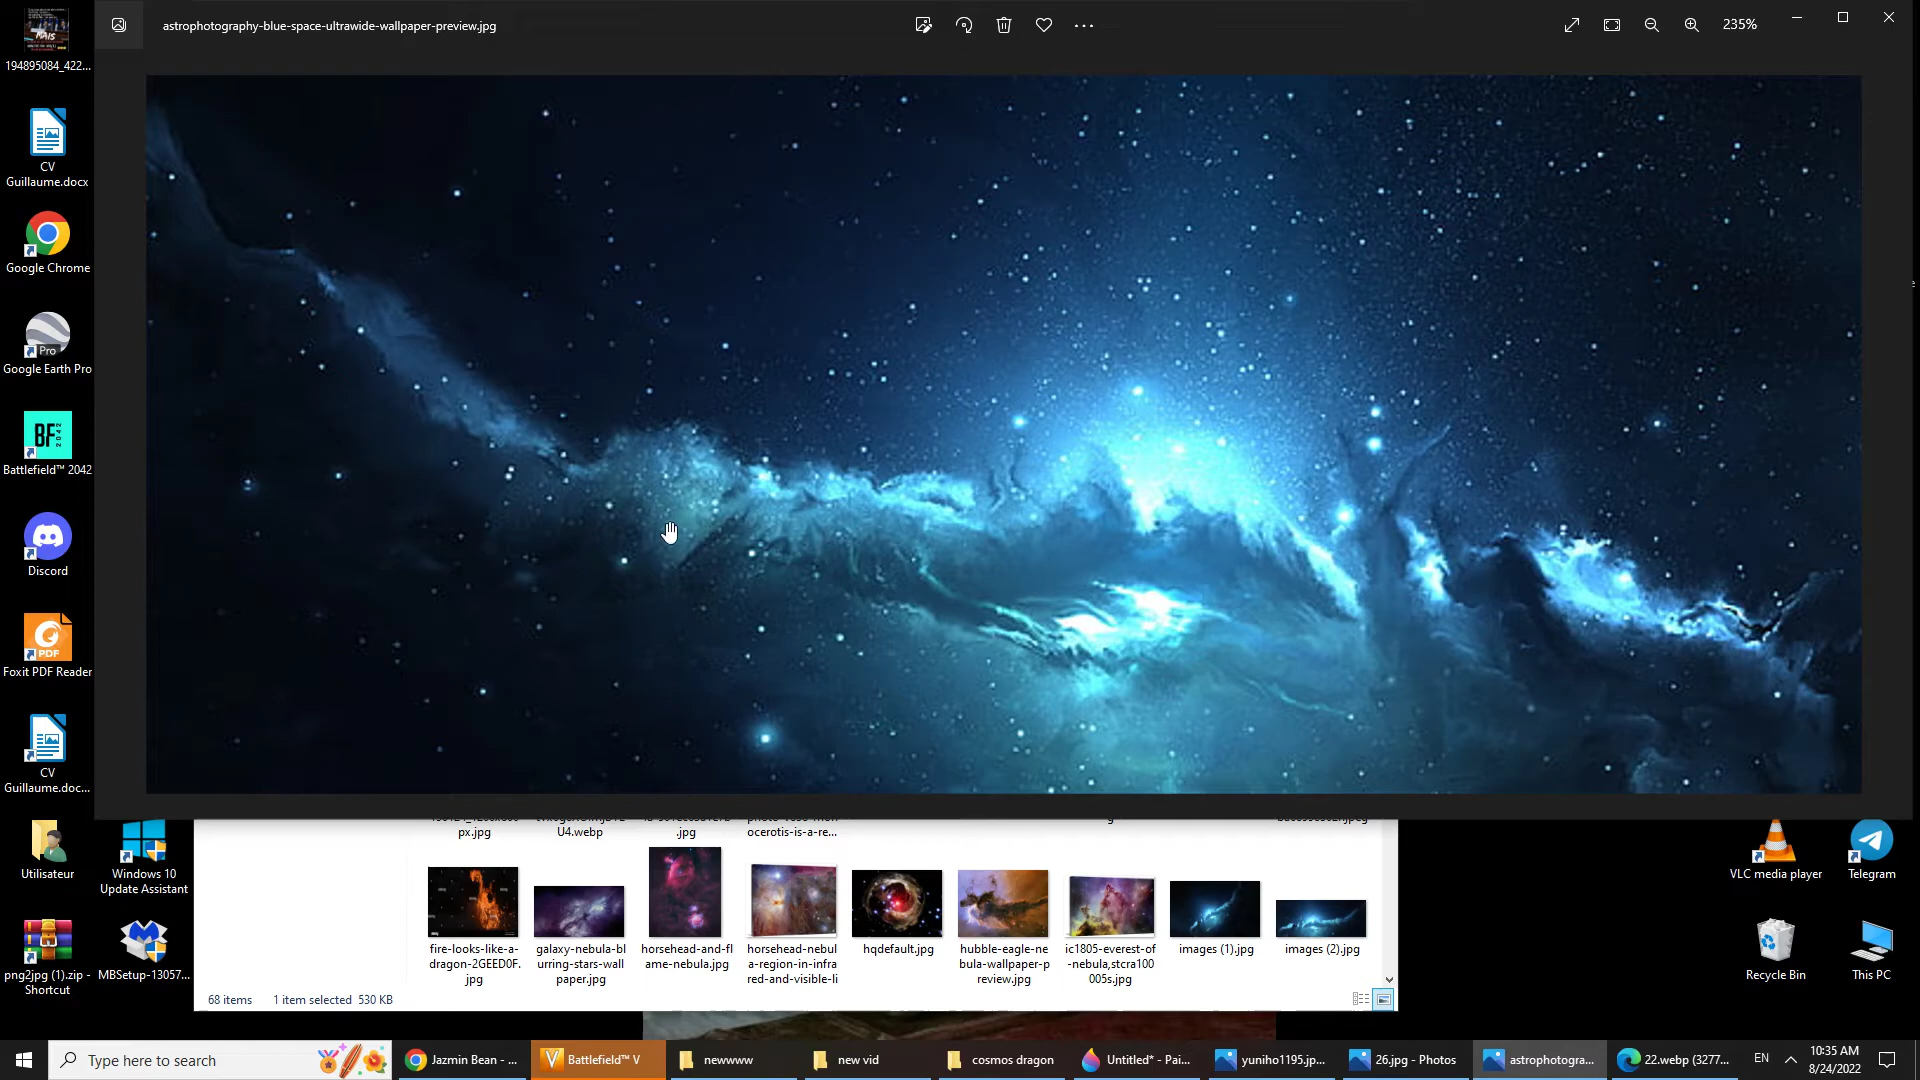 astrophotography-blue-space-ultrawide-wallpaper-preview.jpg
235%
MAIS
194895084_422...
CV
Guillaume.docx
Google Chrome
Pro
Google Earth Pro
BF
2042
Battlefield™ 2042
Discord
PDF
Foxit PDF Reader
CV
Guillaume.doc...
Utilisateur
Windows 10
Update Assistant
png2jpg (1).zip -
Shortcut
MBSetup-13057...
px.jpg
U4.webp
.jpg
ocerotis-is-a-re...
fire-looks-like-a-
dragon-2GEED0F.
jpg
galaxy-nebula-bl
urring-stars-wall
paper.jpg
horsehead-and-fl
ame-nebula.jpg
horsehead-nebul
a-region-in-infra
red-and-visible-li
hqdefault.jpg
hubble-eagle-ne
bula-wallpaper-p
review.jpg
ic1805-everest-of
-nebula,stcra100
005s.jpg
images (1).jpg
images (2).jpg
68 items
1 item selected 530 KB
VLC media player
Telegram
Recycle Bin
This PC
Type here to search
Jazmin Bean - ...
Battlefield™ V
newwww
new vid
cosmos dragon
Untitled* - Pai...
yuniho1195.jp...
26.jpg - Photos
astrophotogra...
22.webp (3277...
EN
10:35 AM
8/24/2022